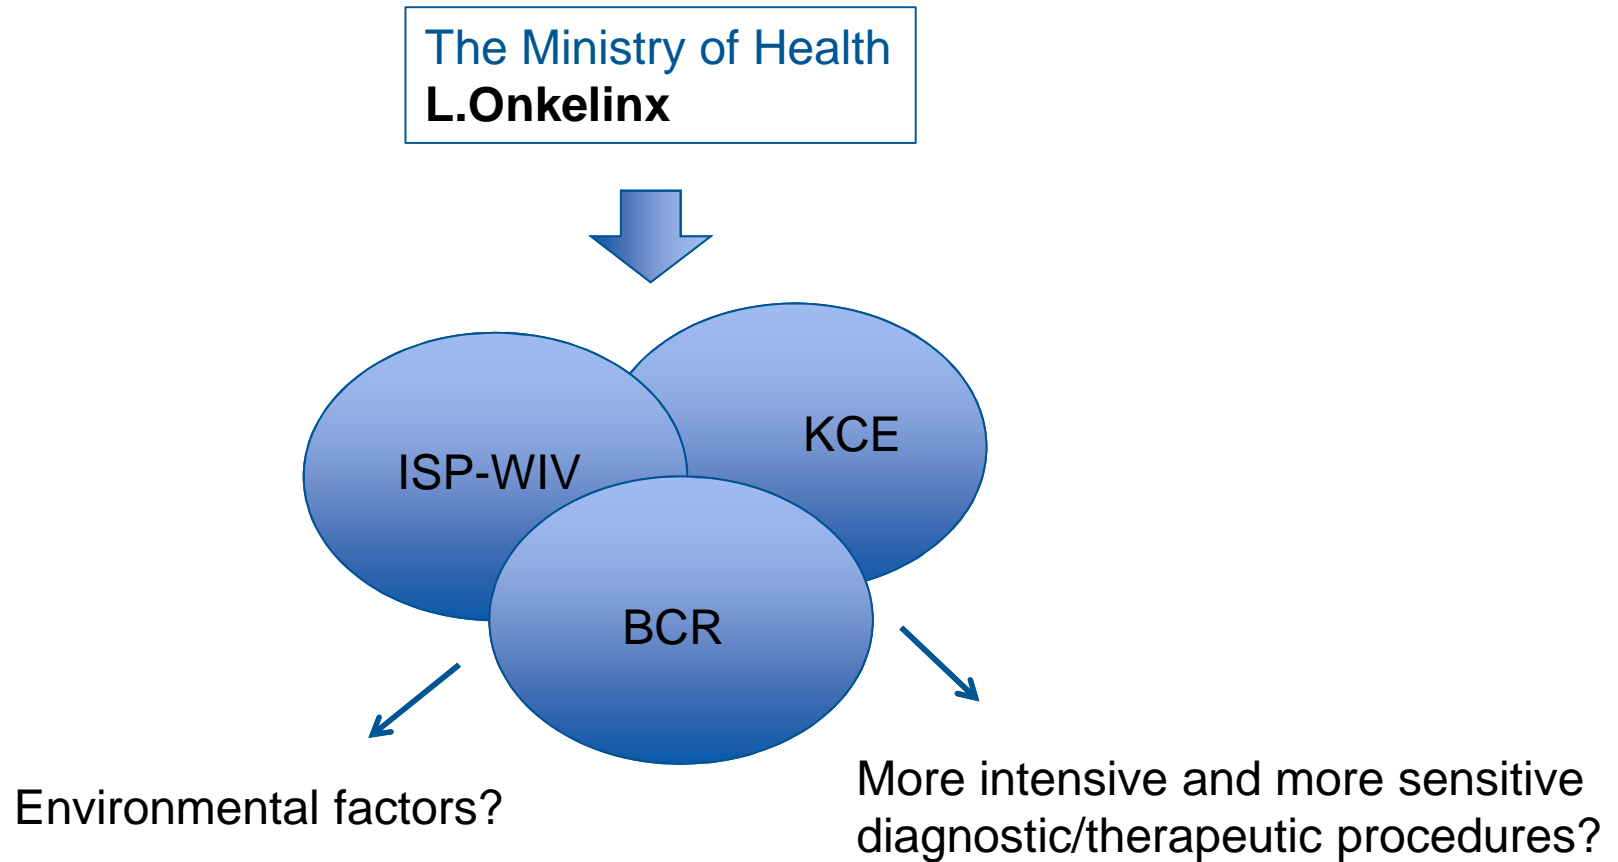 The Ministry of Health
L.Onkelinx
KCE
ISP-WIV
BCR
Environmental factors?
More intensive and more sensitive
diagnostic/therapeutic procedures?